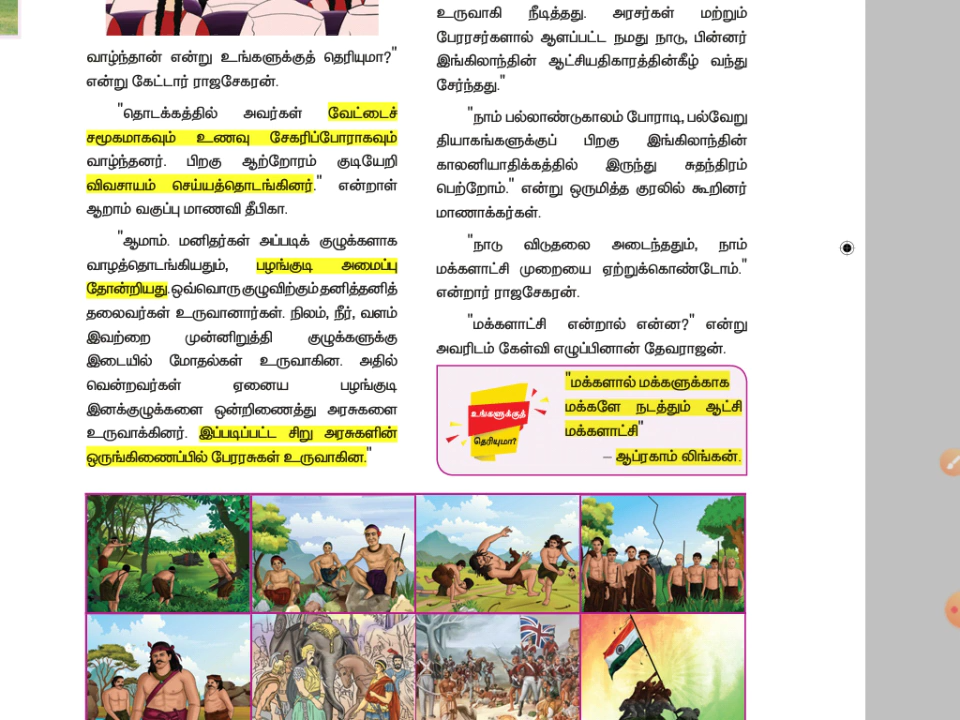 வாழ்ந்தான் என்று உங்களுக்குத் தெரியுமா?"
என்று கேட்டார் ராஜசேகரன்.
"தொடக்கத்தில் அவர்கள் வேட்டைச்
சமூகமாகவும் உணவு சேகரிப்போராகவும்
வாழ்ந்தனர். பிறகு ஆற்றோரம் குடியேறி
விவசாயம் செய்யத்தொடங்கினர்." என்றாள்
ஆறாம் வகுப்பு மாணவி தீபிகா.
"ஆமாம். மனிதர்கள் அப்படிக் குழுக்களாக
வாழத்தொடங்கியதும், பழங்குடி அமைப்பு
தோன்றியது. ஒவ்வொரு குழுவிற்கும் தனித்தனித்
தலைவர்கள் உருவானார்கள். நிலம், நீர், வளம்
இவற்றை முன்னிறுத்தி குழுக்களுக்கு
இடையில் மோதல்கள் உருவாகின. அதில்
வென்றவர்கள் ஏனைய பழங்குடி
இனக்குழுக்களை ஒன்றிணைத்து அரசுகளை
உருவாக்கினர். இப்படிப்பட்ட சிறு அரசுகளின்
ஒருங்கிணைப்பில் பேரரசுகள் உருவாகின."
உருவாகி நீடித்தது. அரசர்கள் மற்றும்
பேரரசர்களால் ஆளப்பட்ட நமது நாடு, பின்னர்
இங்கிலாந்தின் ஆட்சியதிகாரத்தின்கீழ் வந்து
சேர்ந்தது."
"நாம் பல்லாண்டுகாலம் போராடி, பல்வேறு
தியாகங்களுக்குப் பிறகு இங்கிலாந்தின்
காலனியாதிக்கத்தில் இருந்து சுதந்திரம்
பெற்றோம்." என்று ஒருமித்த குரலில் கூறினர்
மாணாக்கர்கள்.
"நாடு விடுதலை அடைந்ததும், நாம்
மக்களாட்சி முறையை ஏற்றுக்கொண்டோம்."
என்றார் ராஜசேகரன்.
"மக்களாட்சி என்றால் என்ன?" என்று
அவரிடம் கேள்வி எழுப்பினான் தேவராஜன்.
உங்களுக்குத்
தெரியுமா?
"மக்களால் மக்களுக்காக
மக்களே நடத்தும் ஆட்சி
மக்களாட்சி"
– ஆப்ரகாம் லிங்கன்.